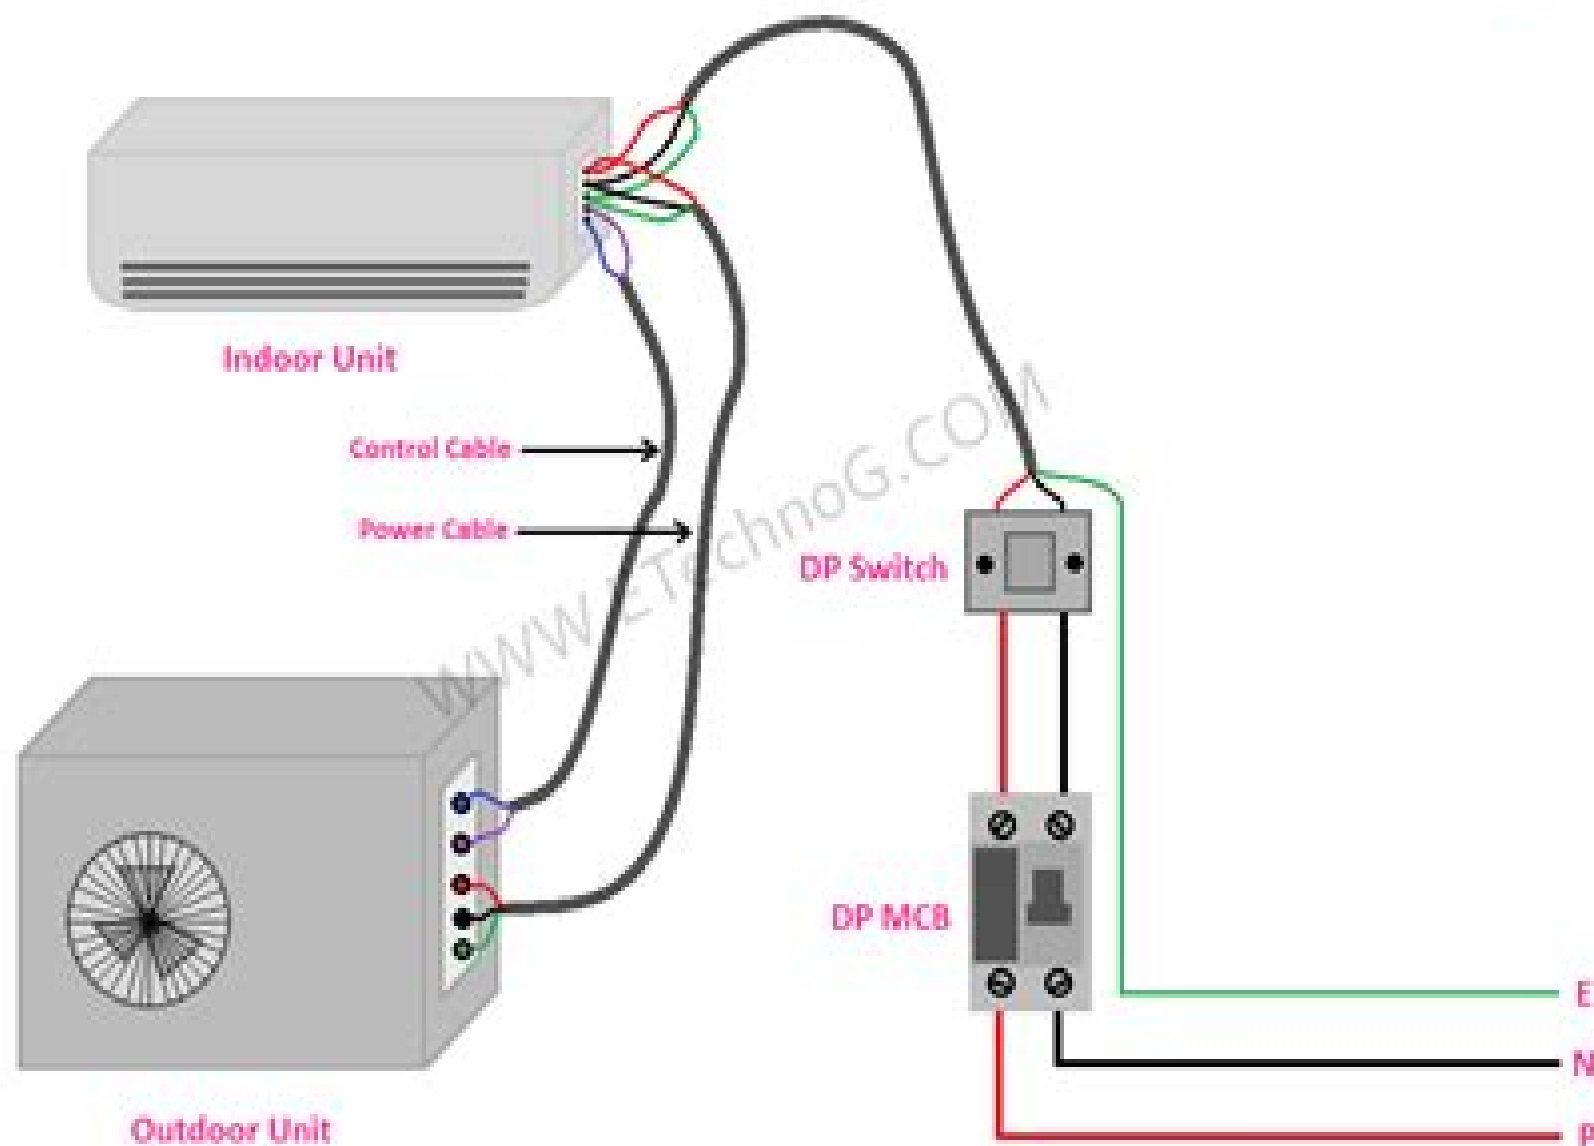 Indoor Unit
Control Cable
Power Cable
WWW.ETechnoG.COM
DP Switch
DP MCB
E
N
P
Outdoor Unit